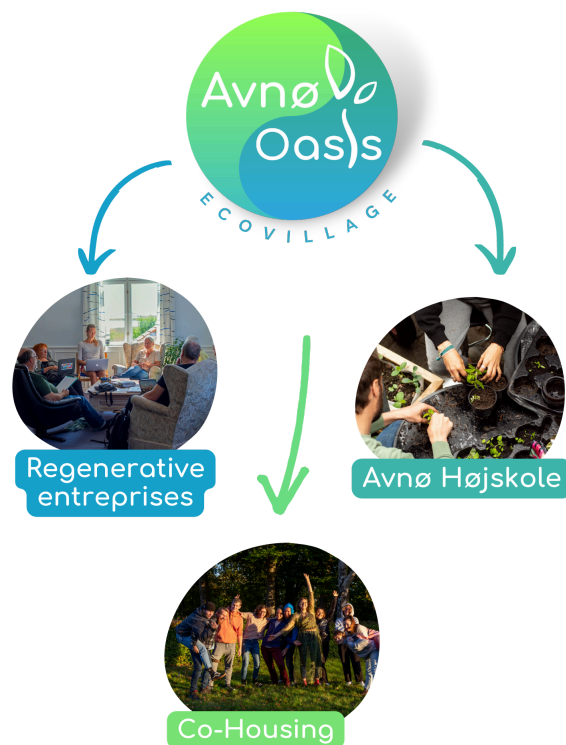 Avnø
Oasis
ECOVILLAGE
Regenerative
entreprises
Avnø Højskole
Co-Housing